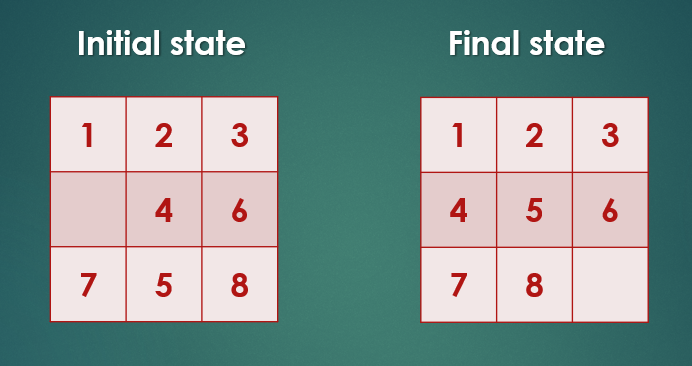 Initial state
Final state
1 2 3
4 6
7 5 8
1 2 3
4 5 6
7 8